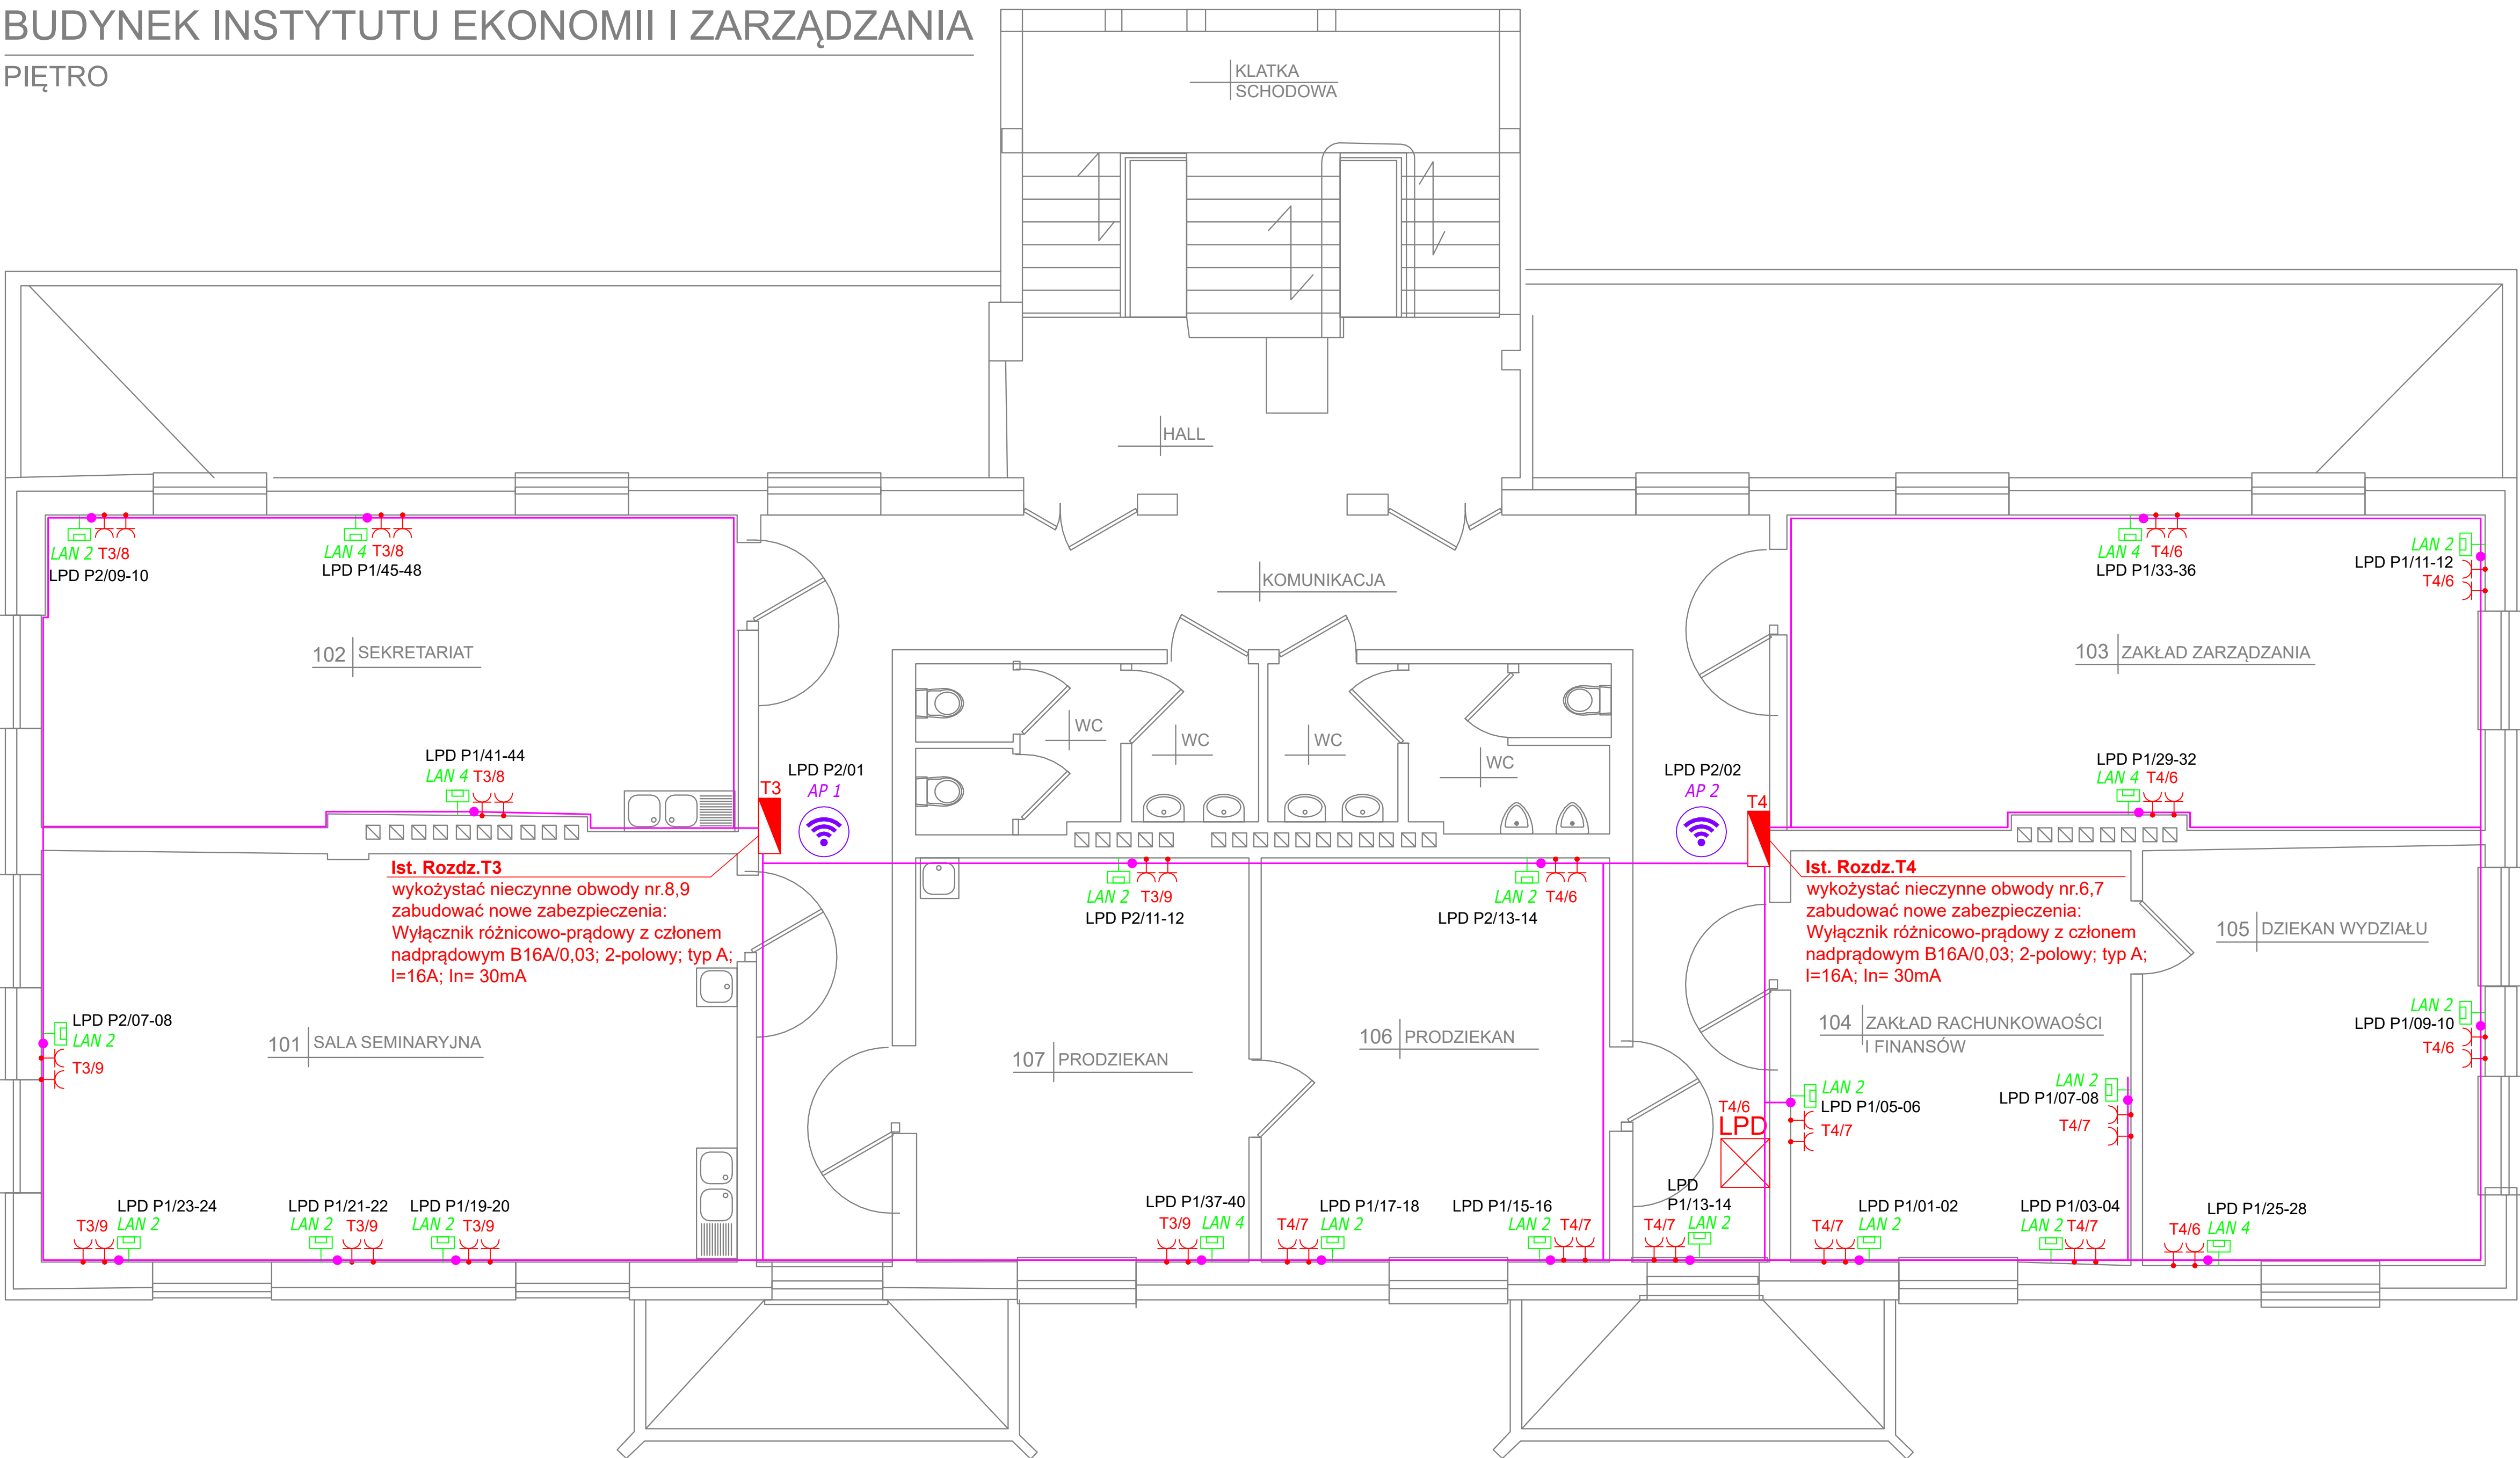 BUDYNEK INSTYTUTU EKONOMII I ZARZĄDZANIA
PIĘTRO
KLATKA
SCHODOWA
HALL
KOMUNIKACJA
LAN 2 T3/8
LPD P2/09-10
LAN 4 T3/8
LPD P1/45-48
102 SEKRETARIAT
LPD P1/41-44
LAN 4 T3/8
T3
LPD P2/01
AP 1
WC
WC
WC
WC
LPD P2/02
AP 2
T4
LAN 4 T4/6
LPD P1/33-36
LAN 2
LPD P1/11-12
T4/6
103 ZAKŁAD ZARZĄDZANIA
LPD P1/29-32
LAN 4 T4/6
Ist. Rozdz.T3
wykożystać nieczynne obwody nr.8,9
zabudować nowe zabezpieczenia:
Wyłącznik różnicowo-prądowy z członem
nadprądowym B16A/0,03; 2-polowy; typ A;
I=16A; In= 30mA
LAN 2 T3/9
LPD P2/11-12
LAN 2 T4/6
LPD P2/13-14
Ist. Rozdz.T4
wykożystać nieczynne obwody nr.6,7
zabudować nowe zabezpieczenia:
Wyłącznik różnicowo-prądowy z członem
nadprądowym B16A/0,03; 2-polowy; typ A;
I=16A; In= 30mA
105 DZIEKAN WYDZIAŁU
LPD P2/07-08
LAN 2
T3/9
101 SALA SEMINARYJNA
107 PRODZIEKAN
106 PRODZIEKAN
104 ZAKŁAD RACHUNKOWAOŚCI
I FINANSÓW
LAN 2
LPD P1/09-10
T4/6
T4/6
LPD
LAN 2
LPD P1/05-06
T4/7
LAN 2
LPD P1/07-08
T4/7
LPD P1/23-24
T3/9 LAN 2
LPD P1/21-22
LAN 2 T3/9
LPD P1/19-20
LAN 2 T3/9
LPD P1/37-40
T3/9 LAN 4
LPD P1/17-18
T4/7 LAN 2
LPD P1/15-16
LAN 2 T4/7
LPD
P1/13-14
T4/7 LAN 2
LPD P1/01-02
T4/7 LAN 2
LPD P1/03-04
LAN 2 T4/7
LPD P1/25-28
T4/6 LAN 4